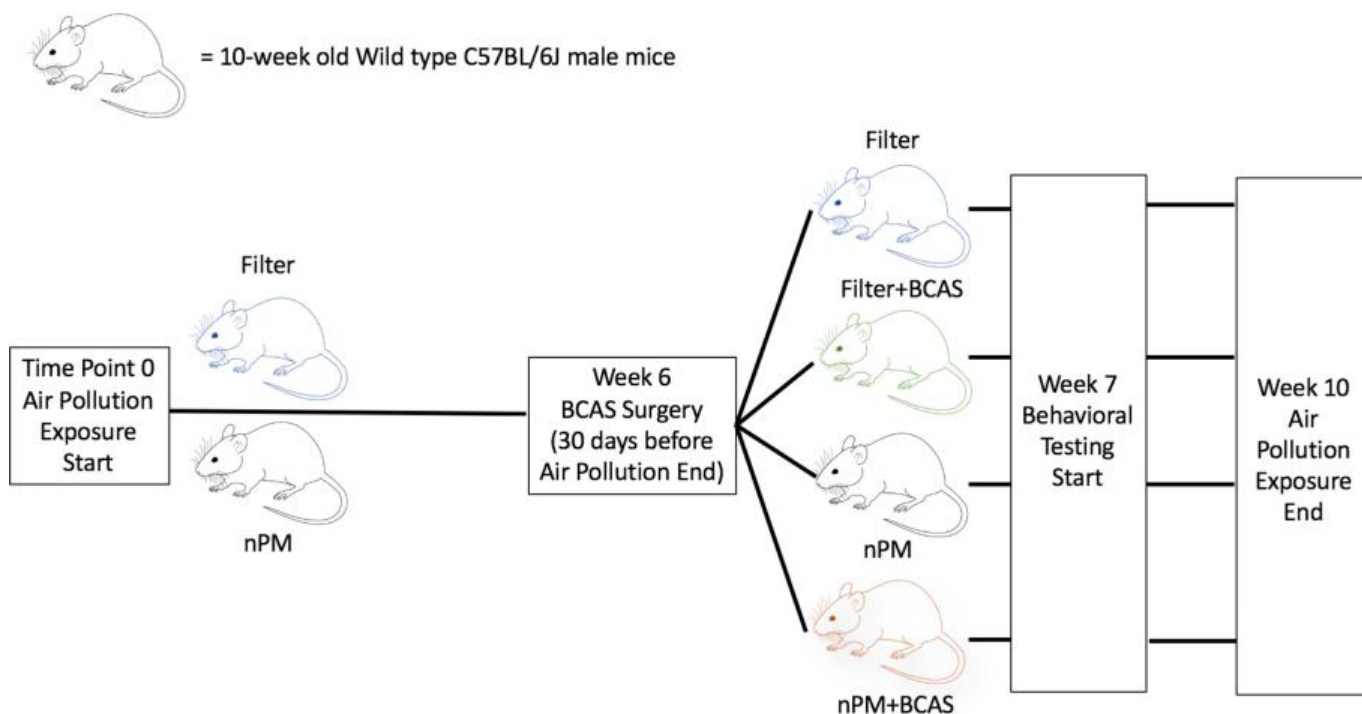 = 10-week old Wild type C57BL/6J male mice
Filter
nPM
Time Point 0
Air Pollution
Exposure
Start
Week 6
BCAS Surgery
(30 days before
Air Pollution End)
Filter
Filter+BCAS
nPM
nPM+BCAS
Week 7
Behavioral
Testing
Start
Week 10
Air
Pollution
Exposure
End